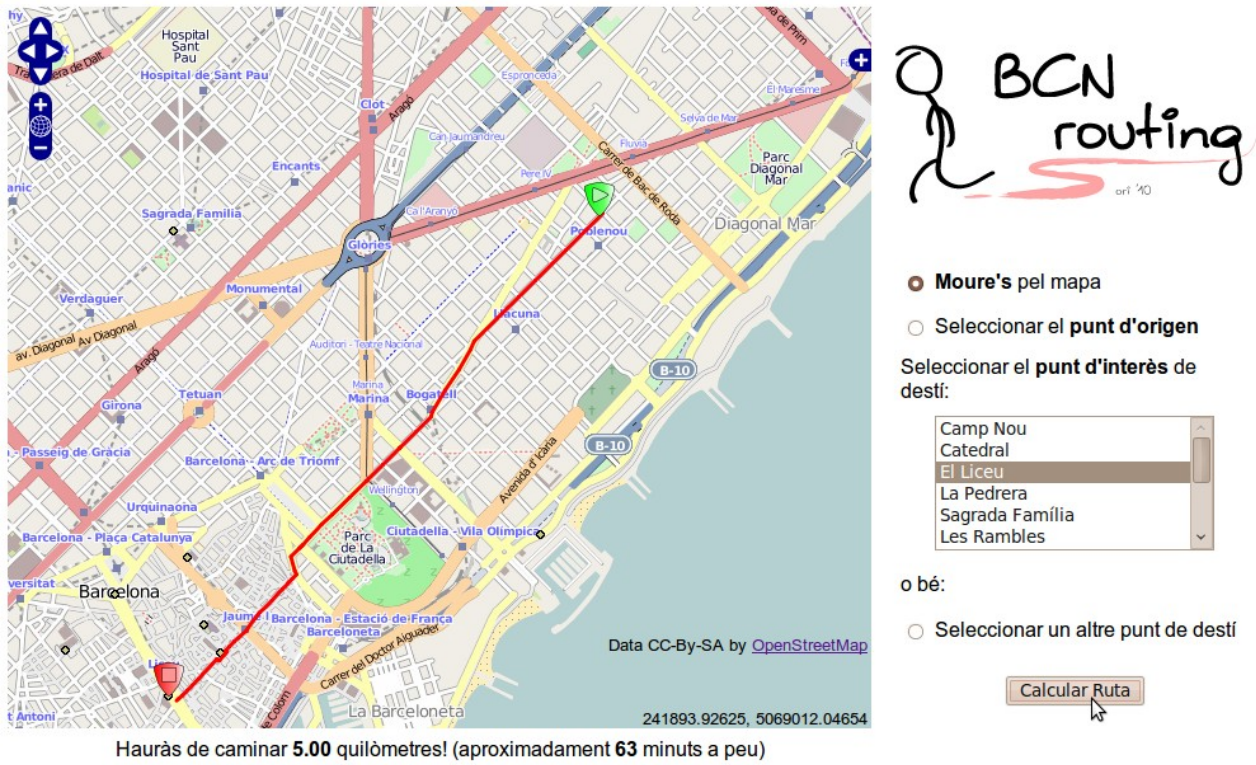 Hospital
Sant
Pau
Hospital de Sant Pau
Clot
Aragó
Espronceda
El Maresme
Can Jaumandreu
Selva de Mar
Fluvià
Encants
Pere IV
Carrer de Bac de Roda
Parc
Diagonal
Mar
Sagrada Família
Ca l'Aranyó
Poblenou
Diagonal Mar
Glòries
Monumental
Verdaguer
av. Diagonal
Av Diagonal
Llacuna
Auditori - Teatre Nacional
Aragó
B-10
Marina
Marina
Tetuan
Bogatell
Girona
- Passeig de Gràcia
B-10
Barcelona - Arc de Triomf
Avenida d' Icària
Wellington
Urquinaona
Parc
de La
Ciutadella
Ciutadella - Vila Olímpica
Barcelona - Plaça Catalunya
Barcelona
Jaume I
Barcelona - Estació de França
Barceloneta
Carrer del Doctor Aiguader
Data CC-By-SA by OpenStreetMap
La Barceloneta
241893.92625, 5069012.04654
Hauràs de caminar 5.00 quilòmetres! (aproximadament 63 minuts a peu)
BCN
routing
ori '10
Moure's pel mapa
Seleccionar el punt d'origen
Seleccionar el punt d'interès de
destí:
Camp Nou
Catedral
El Liceu
La Pedrera
Sagrada Família
Les Rambles
o bé:
Seleccionar un altre punt de destí
Calcular Ruta